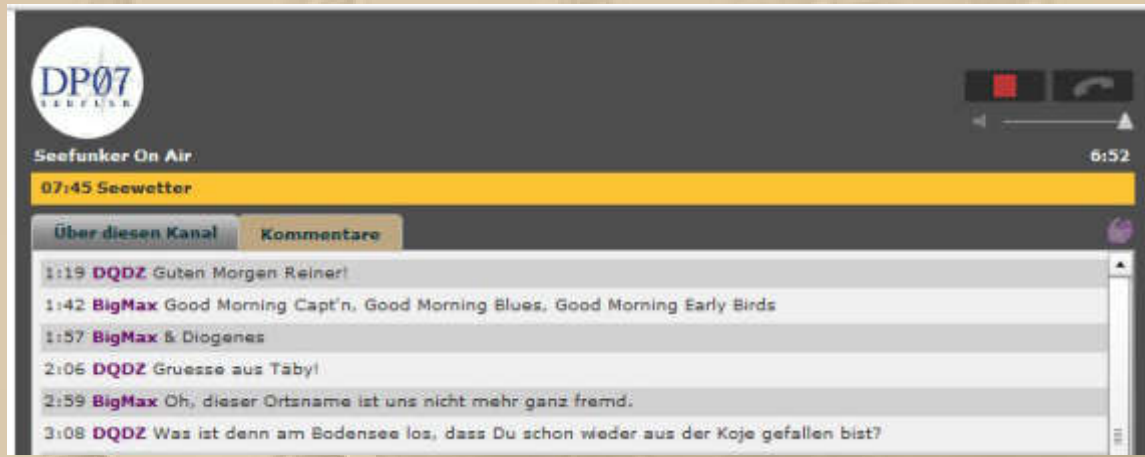 DP07
SEEFUNK
Seefunker On Air
6:52
07:45 Seewetter
Über diesen Kanal
Kommentare
1:19 DQDZ Guten Morgen Reiner!
1:42 BigMax Good Morning Capt'n, Good Morning Blues, Good Morning Early Birds
1:57 BigMax & Diogenes
2:06 DQDZ Gruesse aus Täby!
2:59 BigMax Oh, dieser Ortsname ist uns nicht mehr ganz fremd.
3:08 DQDZ Was ist denn am Bodensee los, dass Du schon wieder aus der Koje gefallen bist?